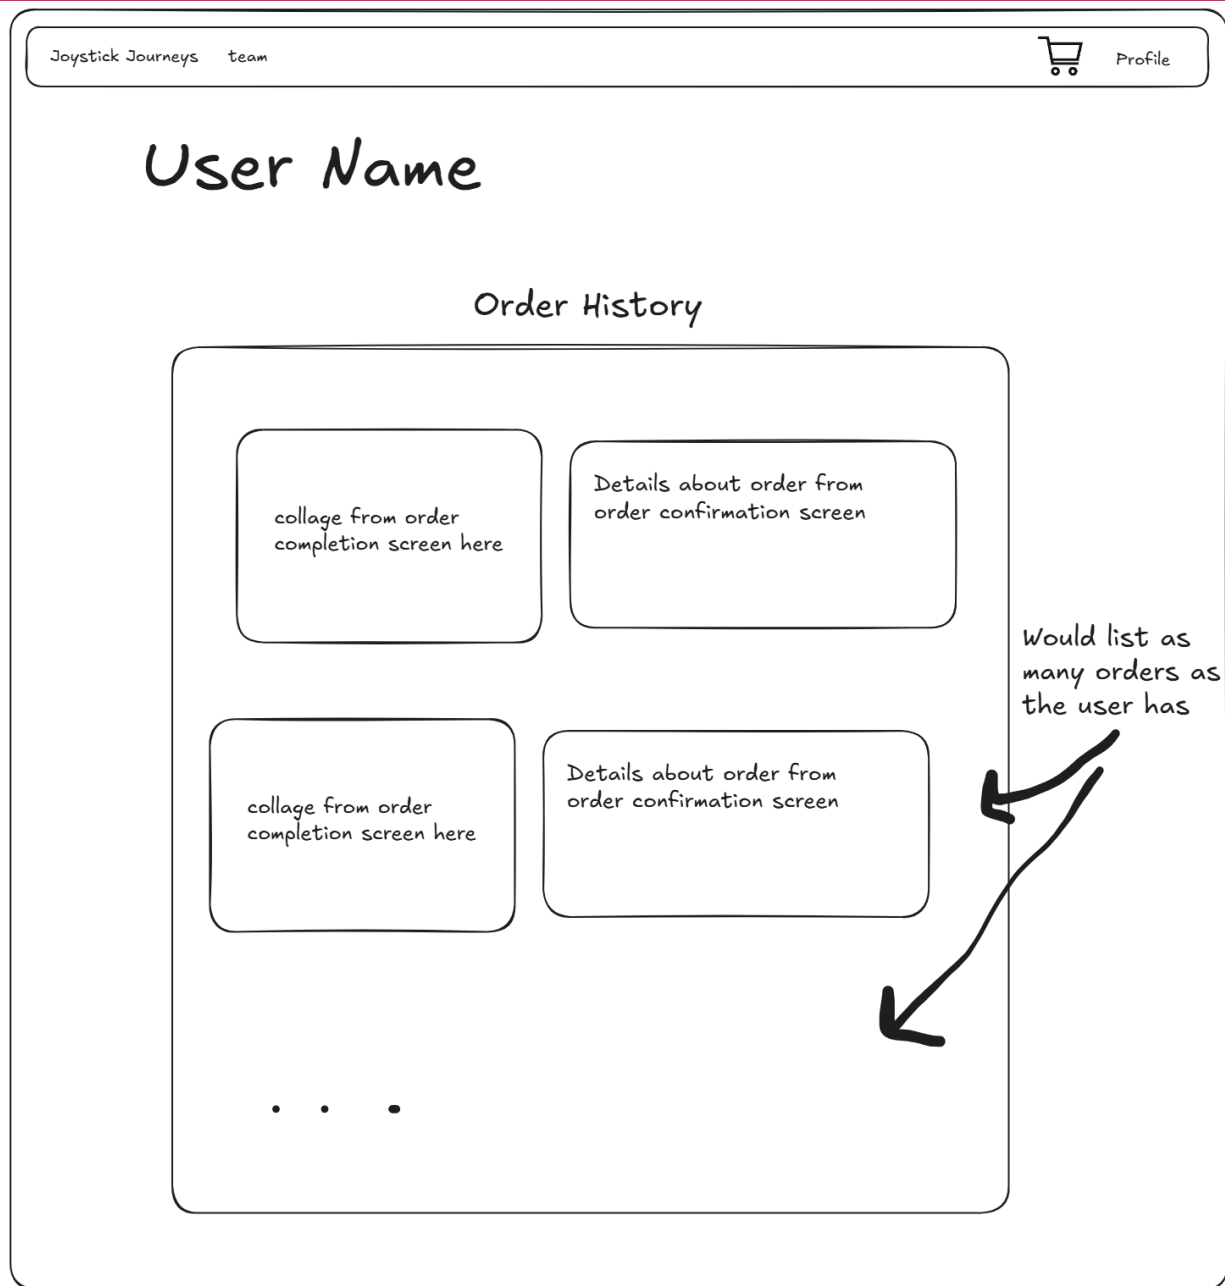 Joystick Journeys team Profile
User Name
Order History
collage from order
completion screen here
Details about order from
order confirmation screen
Would list as
many orders as
the user has
collage from order
completion screen here
Details about order from
order confirmation screen
. . .